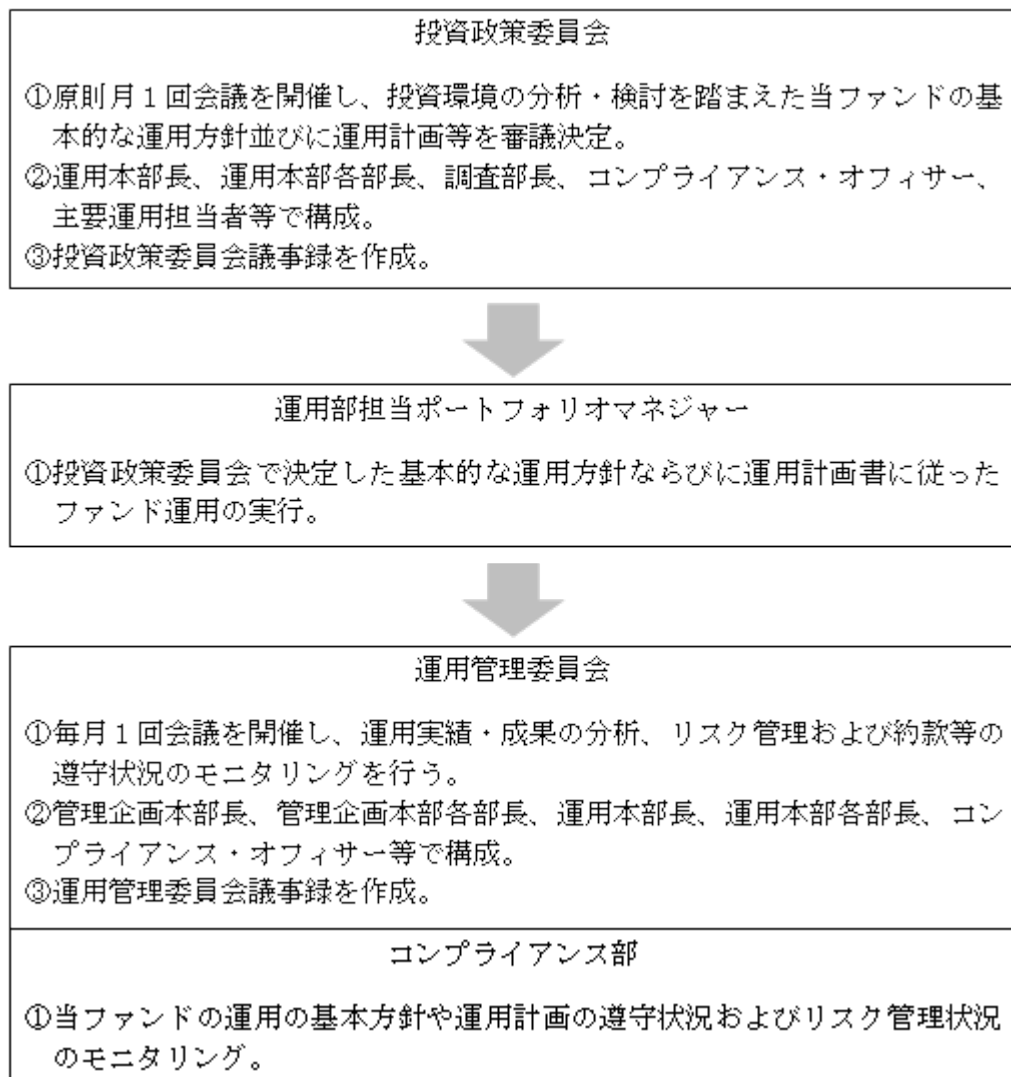 投資政策委員会
①原則月１回会議を開催し、投資環境の分析・検討を踏まえた当ファンドの基
本的な運用方針並びに運用計画等を審議決定。
②運用本部長、運用本部各部長、調査部長、コンプライアンス・オフィサー、
主要運用担当者等で構成。
③投資政策委員会議事録を作成。
運用部担当ポートフォリオマネジャー
①投資政策委員会で決定した基本的な運用方針ならびに運用計画書に従った
ファンド運用の実行。
運用管理委員会
①毎月１回会議を開催し、運用実績・成果の分析、リスク管理および約款等の
遵守状況のモニタリングを行う。
②管理企画本部長、管理企画本部各部長、運用本部長、運用本部各部長、コン
プライアンス・オフィサー等で構成。
③運用管理委員会議事録を作成。
コンプライアンス部
①当ファンドの運用の基本方針や運用計画の遵守状況およびリスク管理状況
のモニタリング。